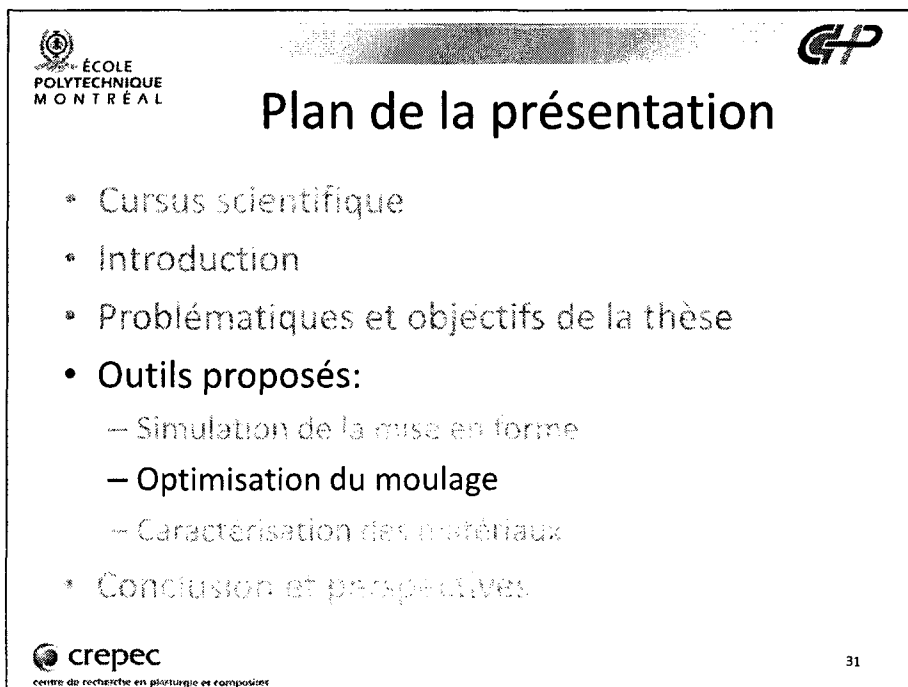 ÉCOLE
POLYTECHNIQUE
MONTRÉAL
CHP
Plan de la présentation
• Cursus scientifique
• Introduction
• Problématiques et objectifs de la thèse
• Outils proposés:
– Simulation de la mise en forme
– Optimisation du moulage
– Caractérisation des matériaux
• Conclusion et perspectives
crepec
centre de recherche en plasturgie et composites
31